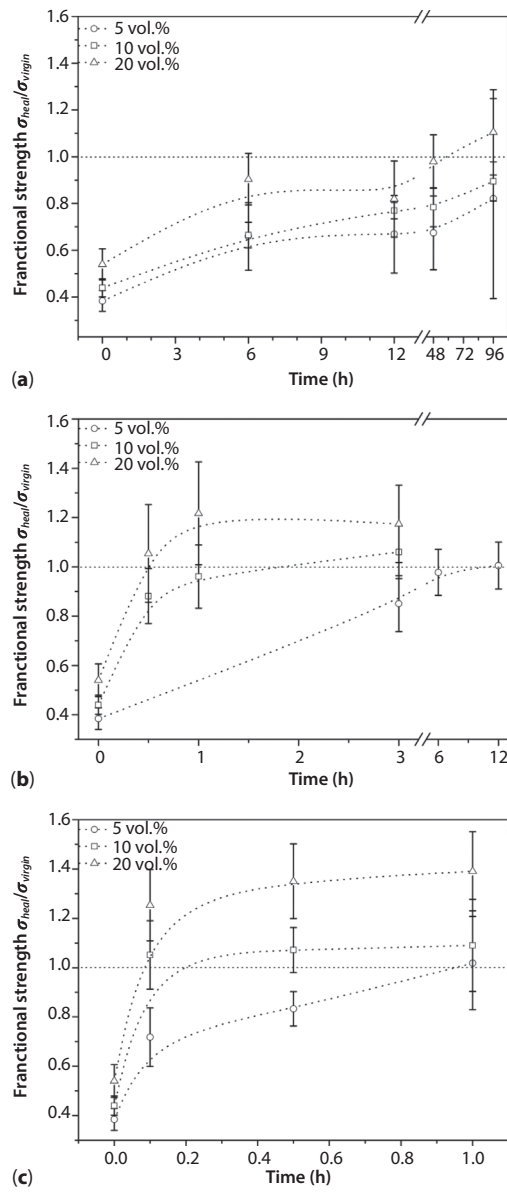 1.6
5 vol.%
10 vol.%
1.4
20 vol.%
1.2
1.0
0.8
0.6
0.4
Franctional strength σheal/σvirgin
0 3 6 9 12 48 72 96
Time (h)
(a)
1.6
5 vol.%
10 vol.%
1.4
20 vol.%
1.2
1.0
0.8
0.6
0.4
Franctional strength σheal/σvirgin
0 1 2 3 6 12
Time (h)
(b)
1.6
5 vol.%
10 vol.%
1.4
20 vol.%
1.2
1.0
0.8
0.6
0.4
Franctional strength σheal/σvirgin
0.0 0.2 0.4 0.6 0.8 1.0
Time (h)
(c)